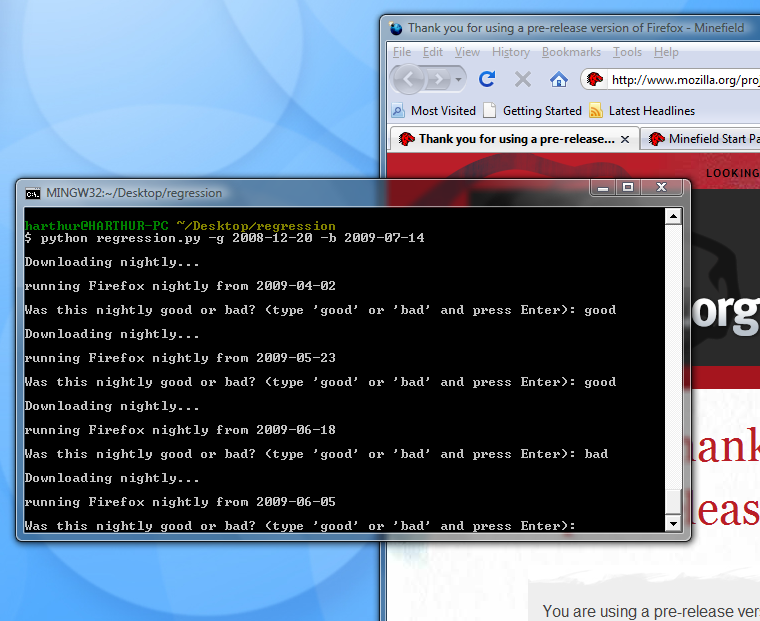 Thank you for using a pre-release version of Firefox - Minefield
File Edit View History Bookmarks Tools Help
http://www.mozilla.org/proj
Most Visited Getting Started Latest Headlines
Thank you for using a pre-release... Minefield Start Pa
LOOKING
MINGW32:~/Desktop/regression
harthur@HARTHUR-PC ~/Desktop/regression
$ python regression.py -g 2008-12-20 -b 2009-07-14
Downloading nightly...
running Firefox nightly from 2009-04-02
Was this nightly good or bad? (type 'good' or 'bad' and press Enter): good
Downloading nightly...
running Firefox nightly from 2009-05-23
Was this nightly good or bad? (type 'good' or 'bad' and press Enter): good
Downloading nightly...
running Firefox nightly from 2009-06-18
Was this nightly good or bad? (type 'good' or 'bad' and press Enter): bad
Downloading nightly...
running Firefox nightly from 2009-06-05
Was this nightly good or bad? (type 'good' or 'bad' and press Enter):
.org
hank
leas
You are using a pre-release ver